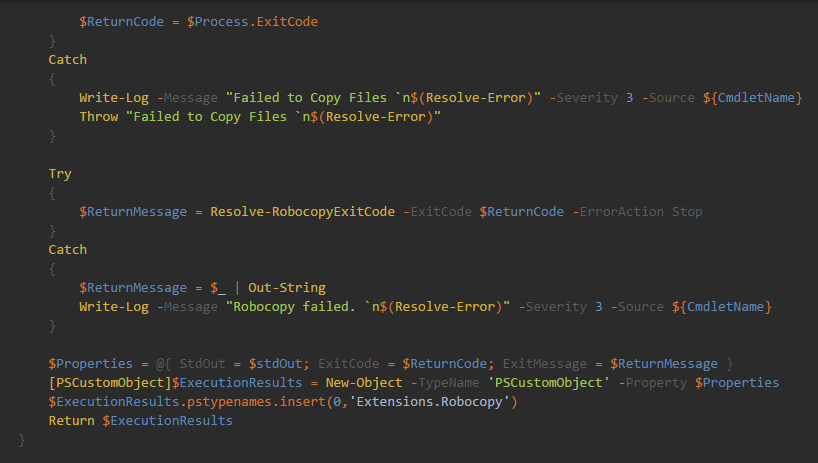 $ReturnCode = $Process.ExitCode
}
Catch
{
Write-Log -Message "Failed to Copy Files `n$(Resolve-Error)" -Severity 3 -Source ${CmdletName}
Throw "Failed to Copy Files `n$(Resolve-Error)"
}
Try
{
$ReturnMessage = Resolve-RobocopyExitCode -ExitCode $ReturnCode -ErrorAction Stop
}
Catch
{
$ReturnMessage = $_ | Out-String
Write-Log -Message "Robocopy failed. `n$(Resolve-Error)" -Severity 3 -Source ${CmdletName}
}
$Properties = @{ StdOut = $stdOut; ExitCode = $ReturnCode; ExitMessage = $ReturnMessage }
[PSCustomObject]$ExecutionResults = New-Object -TypeName 'PSCustomObject' -Property $Properties
$ExecutionResults.pstypenames.insert(0,'Extensions.Robocopy')
Return $ExecutionResults
}